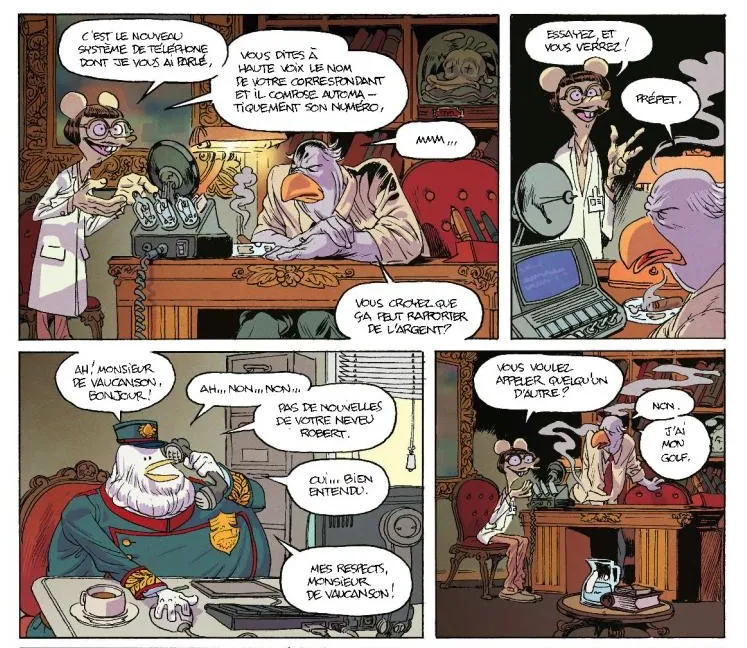 C'EST LE NOUVEAU
SYSTÈME DE TÉLÉPHONE
DONT JE VOUS AI PARLÉ,
VOUS DITES À
HAUTE VOIX LE NOM
DE VOTRE CORRESPONDANT
ET IL COMPOSE AUTOMA-
TIQUEMENT SON NUMÉRO,
MMM...
VOUS CROYEZ QUE
ÇA PEUT RAPPORTER
DE L'ARGENT?
ESSAYEZ, ET
VOUS VERREZ!
PRÉFET.
AH! MONSIEUR
DE VAUCANSON,
BONJOUR!
AH... NON... NON...
PAS DE NOUVELLES
DE VOTRE NEVEU
ROBERT.
OUI... BIEN
ENTENDU.
MES RESPECTS,
MONSIEUR
DE VAUCANSON!
VOUS VOULEZ
APPELER QUELQU'UN
D'AUTRE?
NON.
J'AI
MON
GOLF.